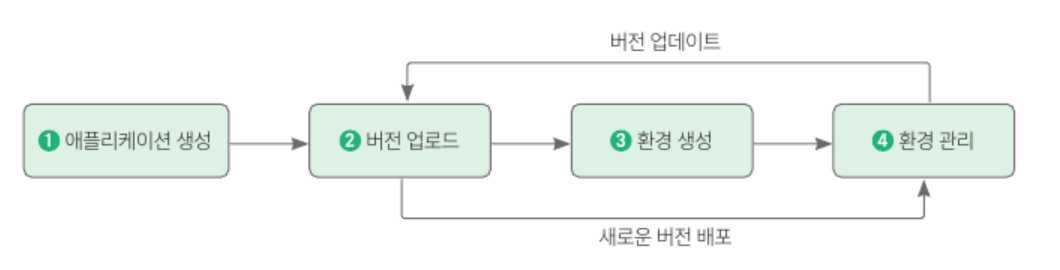 버전 업데이트
1 애플리케이션 생성
2 버전 업로드
3 환경 생성
4 환경 관리
새로운 버전 배포